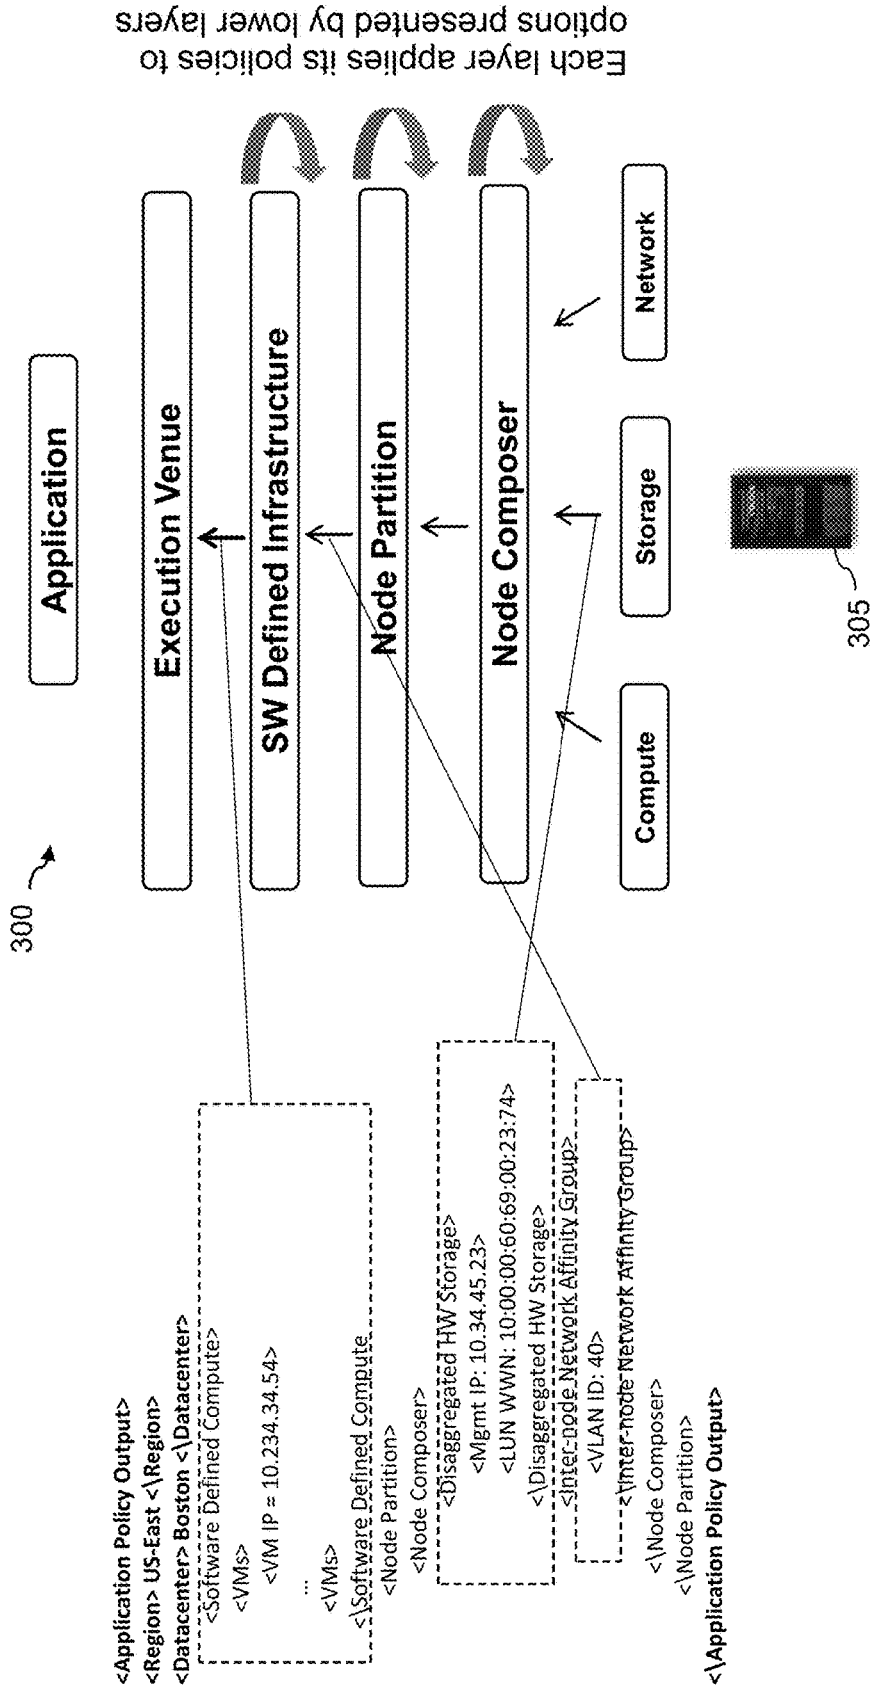 <Application Policy Output>
<Region> US-East <\Region>
<Datacenter> Boston <\Datacenter>
<Software Defined Compute>
<VMs>
<VM IP = 10.234.34.54>
...
<VMs>
<\Software Defined Compute
<Node Partition>
<Node Composer>
<Disaggregated HW Storage>
<Mgmt IP: 10.34.45.23>
<LUN WWN: 10:00:00:60:69:00:23:74>
<\Disaggregated HW Storage>
<Inter-node Network Affinity Group>
<VLAN ID: 40>
<\Inter-node Network Affinity Group>
<\Node Composer>
<\Node Partition>
<\Application Policy Output>
300
Application
Execution Venue
SW Defined Infrastructure
Node Partition
Node Composer
Compute
Storage
Network
305
Each layer applies its policies to
options presented by lower layers